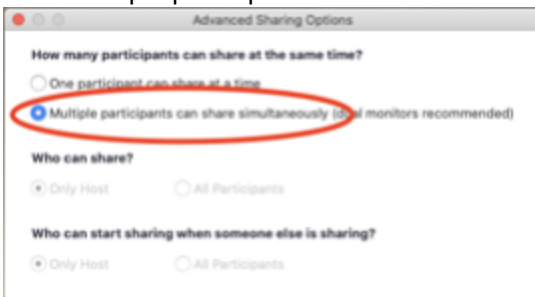 Advanced Sharing Options
How many participants can share at the same time?
One participant can share at a time
Multiple participants can share simultaneously (dual monitors recommended)
Who can share?
Only Host All Participants
Who can start sharing when someone else is sharing?
Only Host All Participants